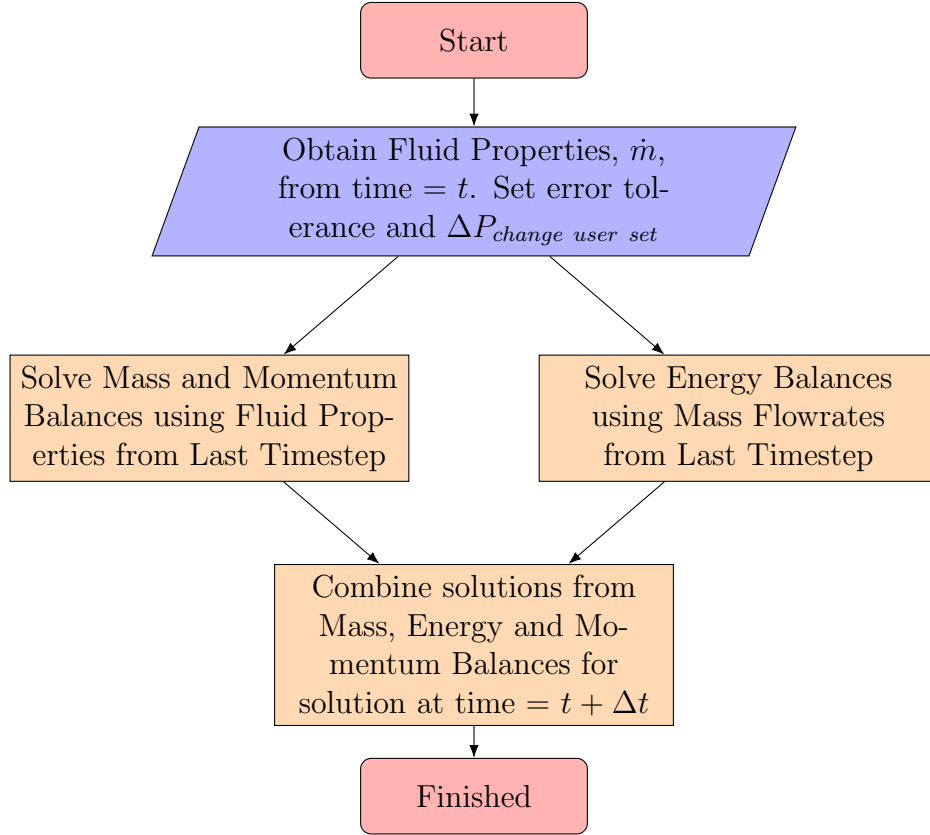 Start
Obtain Fluid Properties, ṁ,
from time = t. Set error tol-
erance and ΔP_{change user set}
Solve Mass and Momentum
Balances using Fluid Prop-
erties from Last Timestep
Solve Energy Balances
using Mass Flowrates
from Last Timestep
Combine solutions from
Mass, Energy and Mo-
mentum Balances for
solution at time = t + Δt
Finished